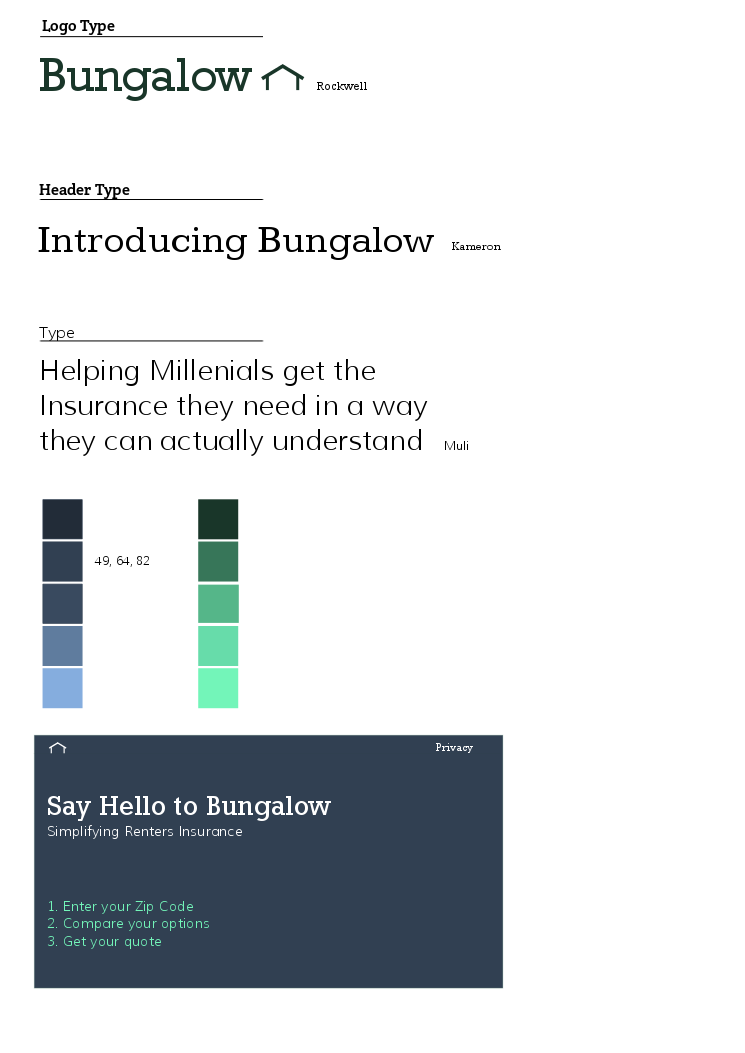 Logo Type
Bungalow Rockwell
Header Type
Introducing Bungalow Kameron
Type
Helping Millenials get the
Insurance they need in a way
they can actually understand Muli
49, 64, 82
Privacy
Say Hello to Bungalow
Simplifying Renters Insurance
1. Enter your Zip Code
2. Compare your options
3. Get your quote